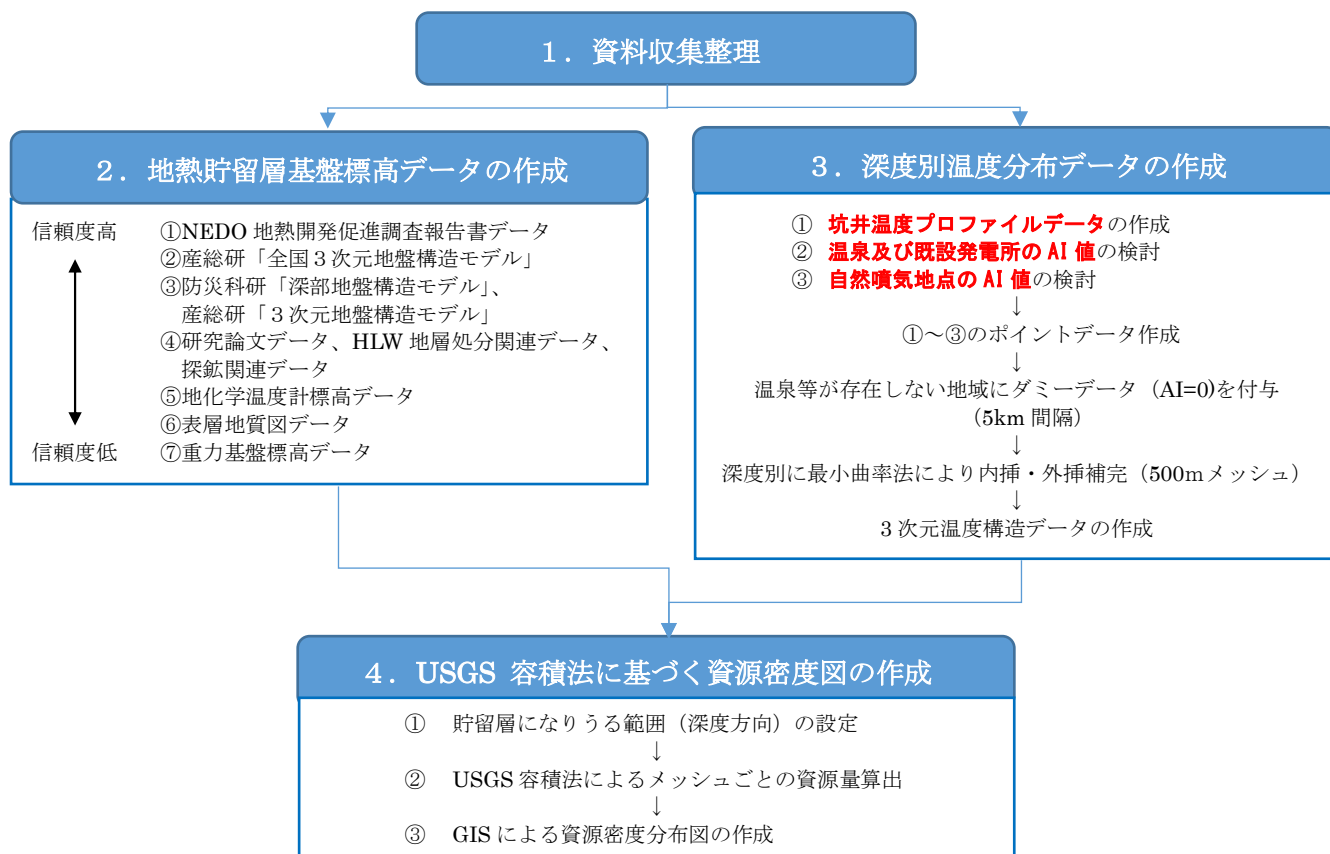 １．資料収集整理
２．地熱貯留層基盤標高データの作成
信頼度高
①NEDO 地熱開発促進調査報告書データ
②産総研「全国３次元地盤構造モデル」
③防災科研「深部地盤構造モデル」、
産総研「３次元地盤構造モデル」
④研究論文データ、HLW 地層処分関連データ、
探鉱関連データ
⑤地化学温度計標高データ
⑥表層地質図データ
信頼度低
⑦重力基盤標高データ
３．深度別温度分布データの作成
① 坑井温度プロファイルデータの作成
② 温泉及び既設発電所の AI 値の検討
③ 自然噴気地点の AI 値の検討
↓
①～③のポイントデータ作成
↓
温泉等が存在しない地域にダミーデータ（AI=0)を付与
（5km 間隔）
↓
深度別に最小曲率法により内挿・外挿補完（500ｍメッシュ）
↓
３次元温度構造データの作成
４．USGS 容積法に基づく資源密度図の作成
① 貯留層になりうる範囲（深度方向）の設定
↓
② USGS 容積法によるメッシュごとの資源量算出
↓
③ GIS による資源密度分布図の作成